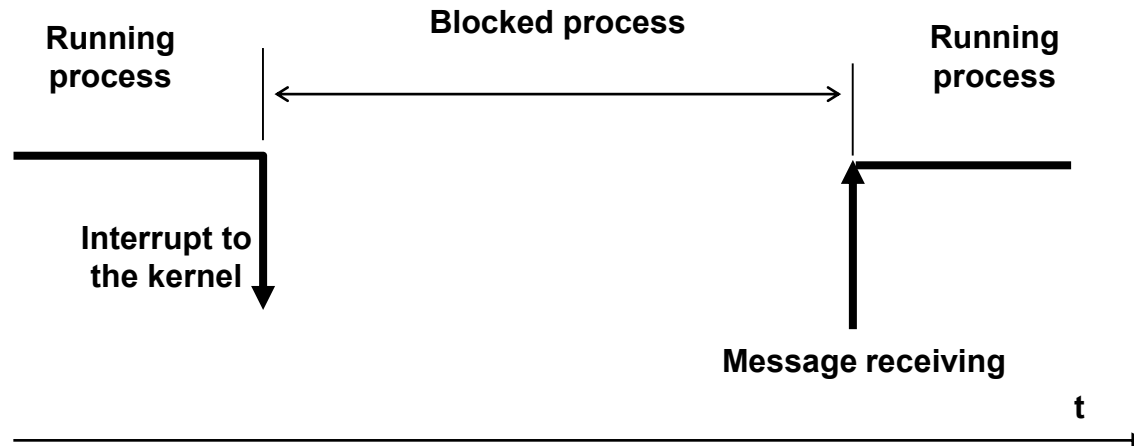 Running
process
Blocked process
Running
process
Interrupt to
the kernel
Message receiving
t